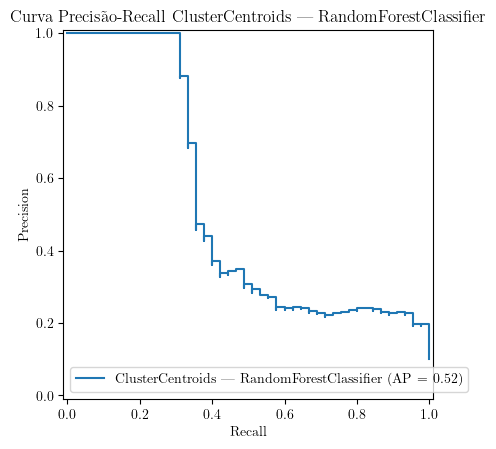 Curva Precisão-Recall ClusterCentroids — RandomForestClassifier
1.0
0.8
0.6
0.4
0.2
0.0
Precision
ClusterCentroids — RandomForestClassifier (AP = 0.52)
0.0 0.2 0.4 0.6 0.8 1.0
Recall